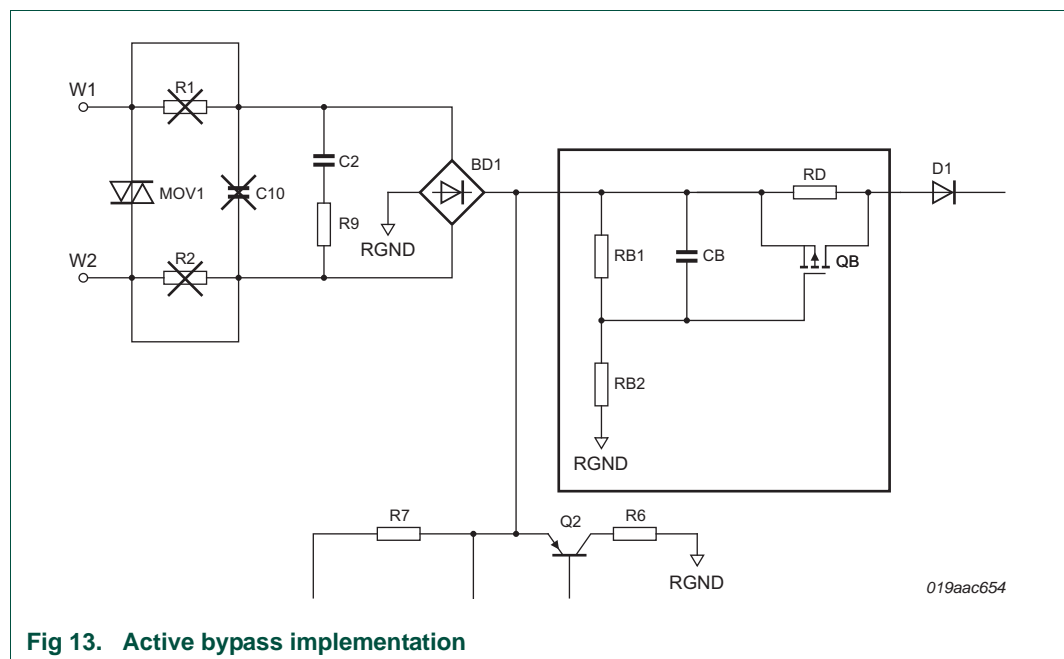 W1
R1
MOV1
C10
C2
R9
BD1
RGND
W2
R2
RD
D1
RB1
CB
QB
RB2
RGND
R7
Q2
R6
RGND
019aac654
Fig 13. Active bypass implementation